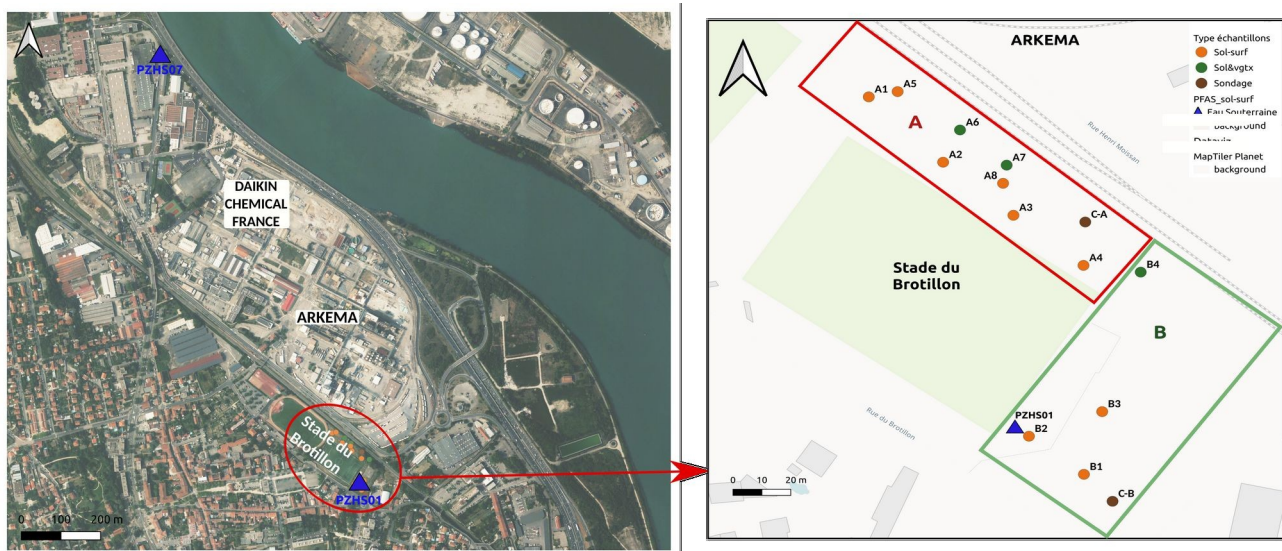 PZHS07
DAIKIN
CHEMICAL
FRANCE
ARKEMA
Stade du
Brotillon
PZHS01
0 100 200 m
ARKEMA
Type échantillons
Sol-surf
Sol&vgtx
Sondage
PFAS_sol-surf
Eau Souterraine
background
MapTiler Planet
background
Rue Henri Moissan
A1
A5
A
A6
A2
A7
A8
A3
C-A
A4
B4
Stade du
Brotillon
B
B3
PZHS01
B2
Rue du Brotillon
B1
C-B
0 10 20 m